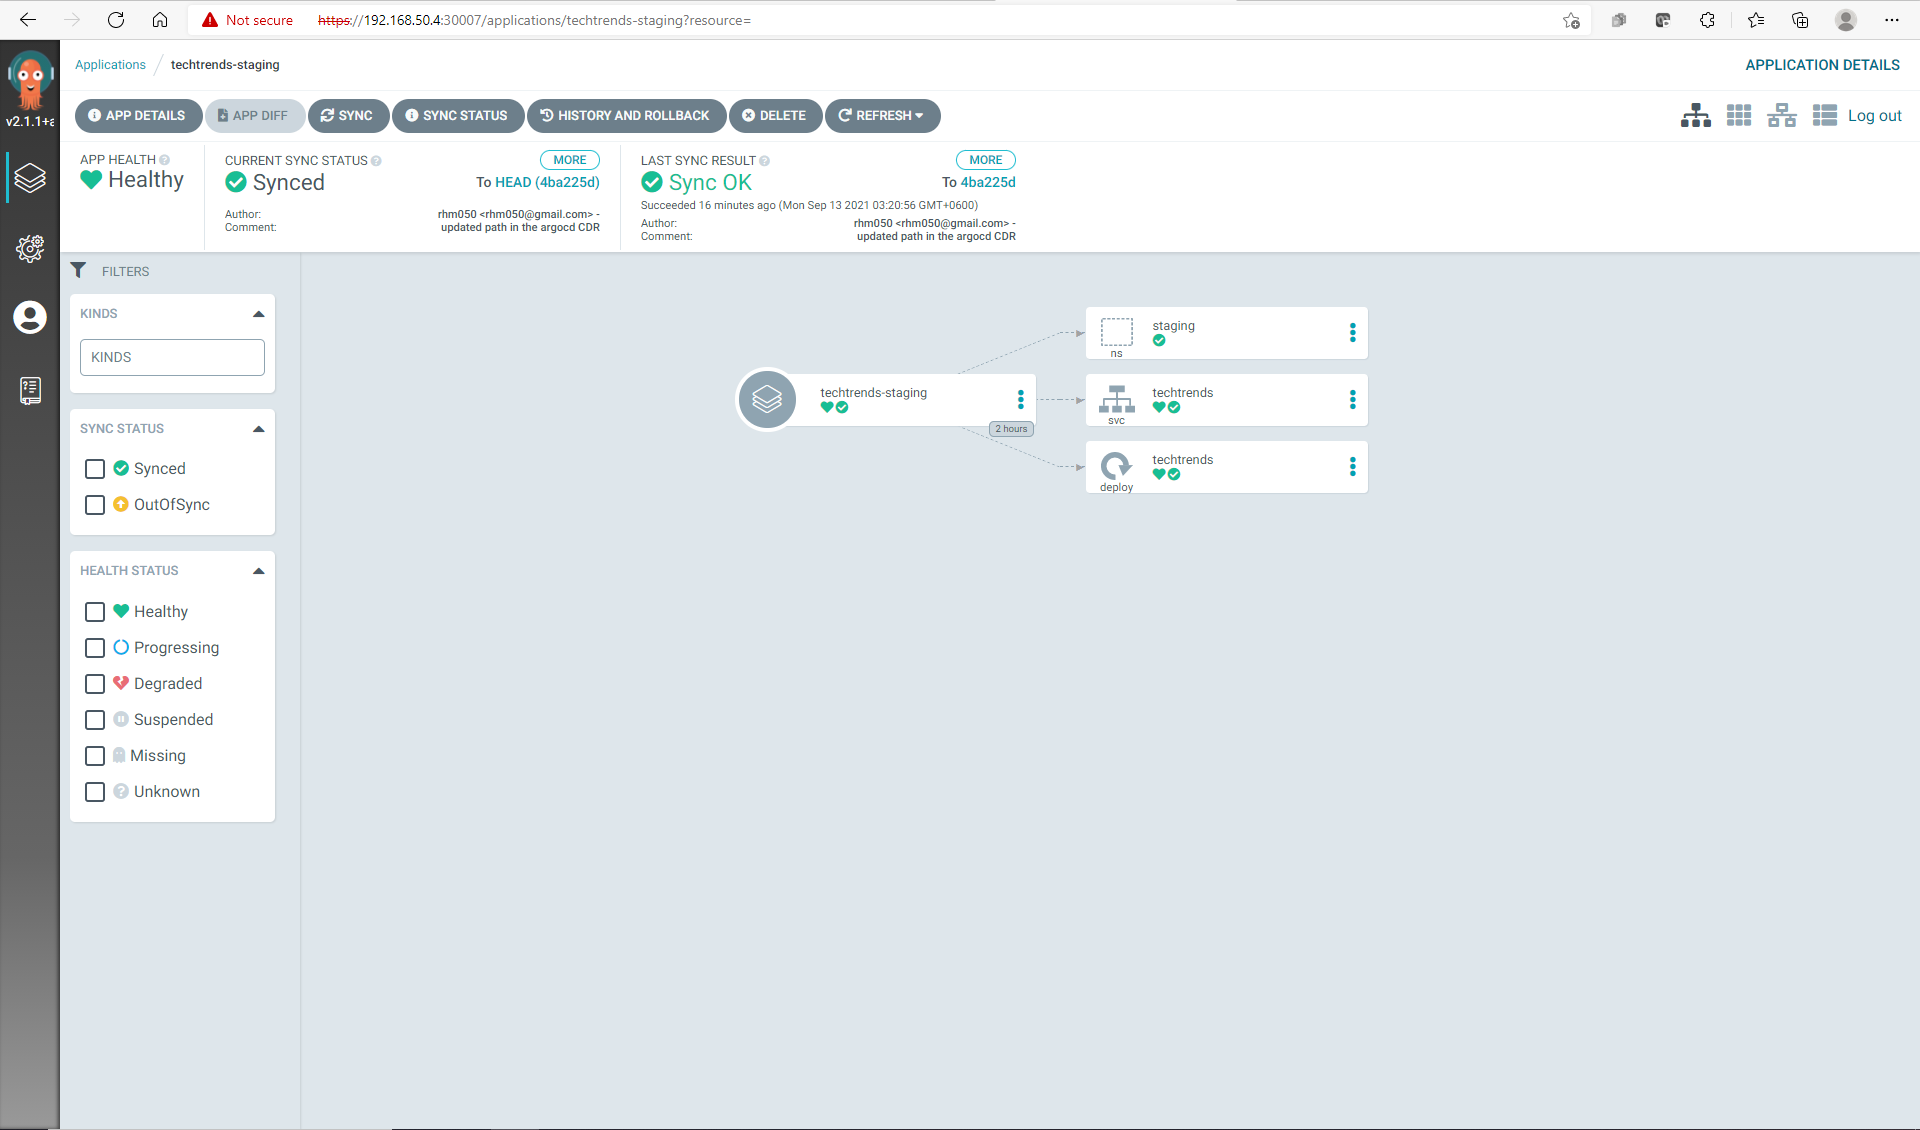 Not secure
https://192.168.50.4:30007/applications/techtrends-staging?resource=
v2.1.1+a
Applications / techtrends-staging
APPLICATION DETAILS
APP DETAILS
APP DIFF
SYNC
SYNC STATUS
HISTORY AND ROLLBACK
DELETE
REFRESH
Log out
APP HEALTH
Healthy
CURRENT SYNC STATUS
MORE
Synced
To HEAD (4ba225d)
Author: rhm050 <rhm050@gmail.com> -
Comment: updated path in the argocd CDR
LAST SYNC RESULT
MORE
Sync OK
To 4ba225d
Succeeded 16 minutes ago (Mon Sep 13 2021 03:20:56 GMT+0600)
Author: rhm050 <rhm050@gmail.com> -
Comment: updated path in the argocd CDR
FILTERS
KINDS
KINDS
SYNC STATUS
Synced
OutOfSync
HEALTH STATUS
Healthy
Progressing
Degraded
Suspended
Missing
Unknown
techtrends-staging
2 hours
staging
ns
techtrends
svc
techtrends
deploy